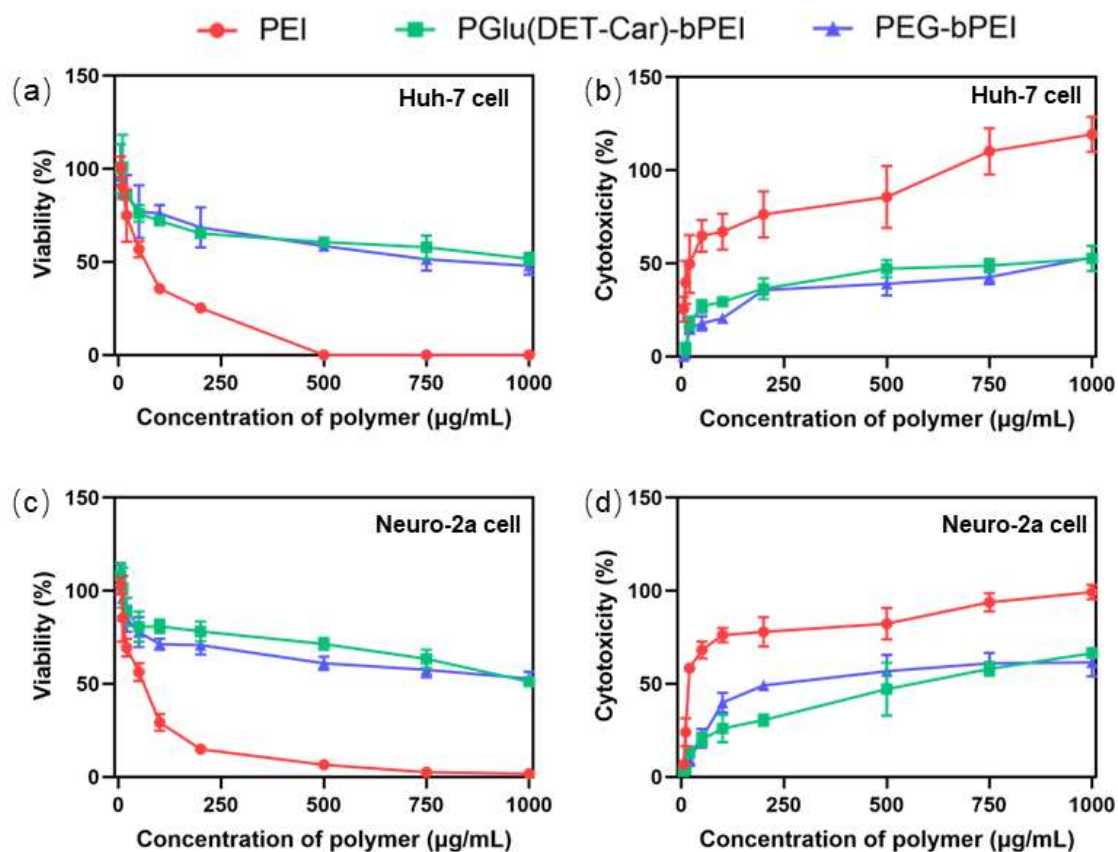 PEI PGlu(DET-Car)-bPEI PEG-bPEI
(a)
Huh-7 cell
Viability (%)
150
100
50
0
0 250 500 750 1000
Concentration of polymer (µg/mL)
(b)
Huh-7 cell
Cytotoxicity (%)
150
100
50
0
0 250 500 750 1000
Concentration of polymer (µg/mL)
(c)
Neuro-2a cell
Viability (%)
150
100
50
0
0 250 500 750 1000
Concentration of polymer (µg/mL)
(d)
Neuro-2a cell
Cytotoxicity (%)
150
100
50
0
0 250 500 750 1000
Concentration of polymer (µg/mL)